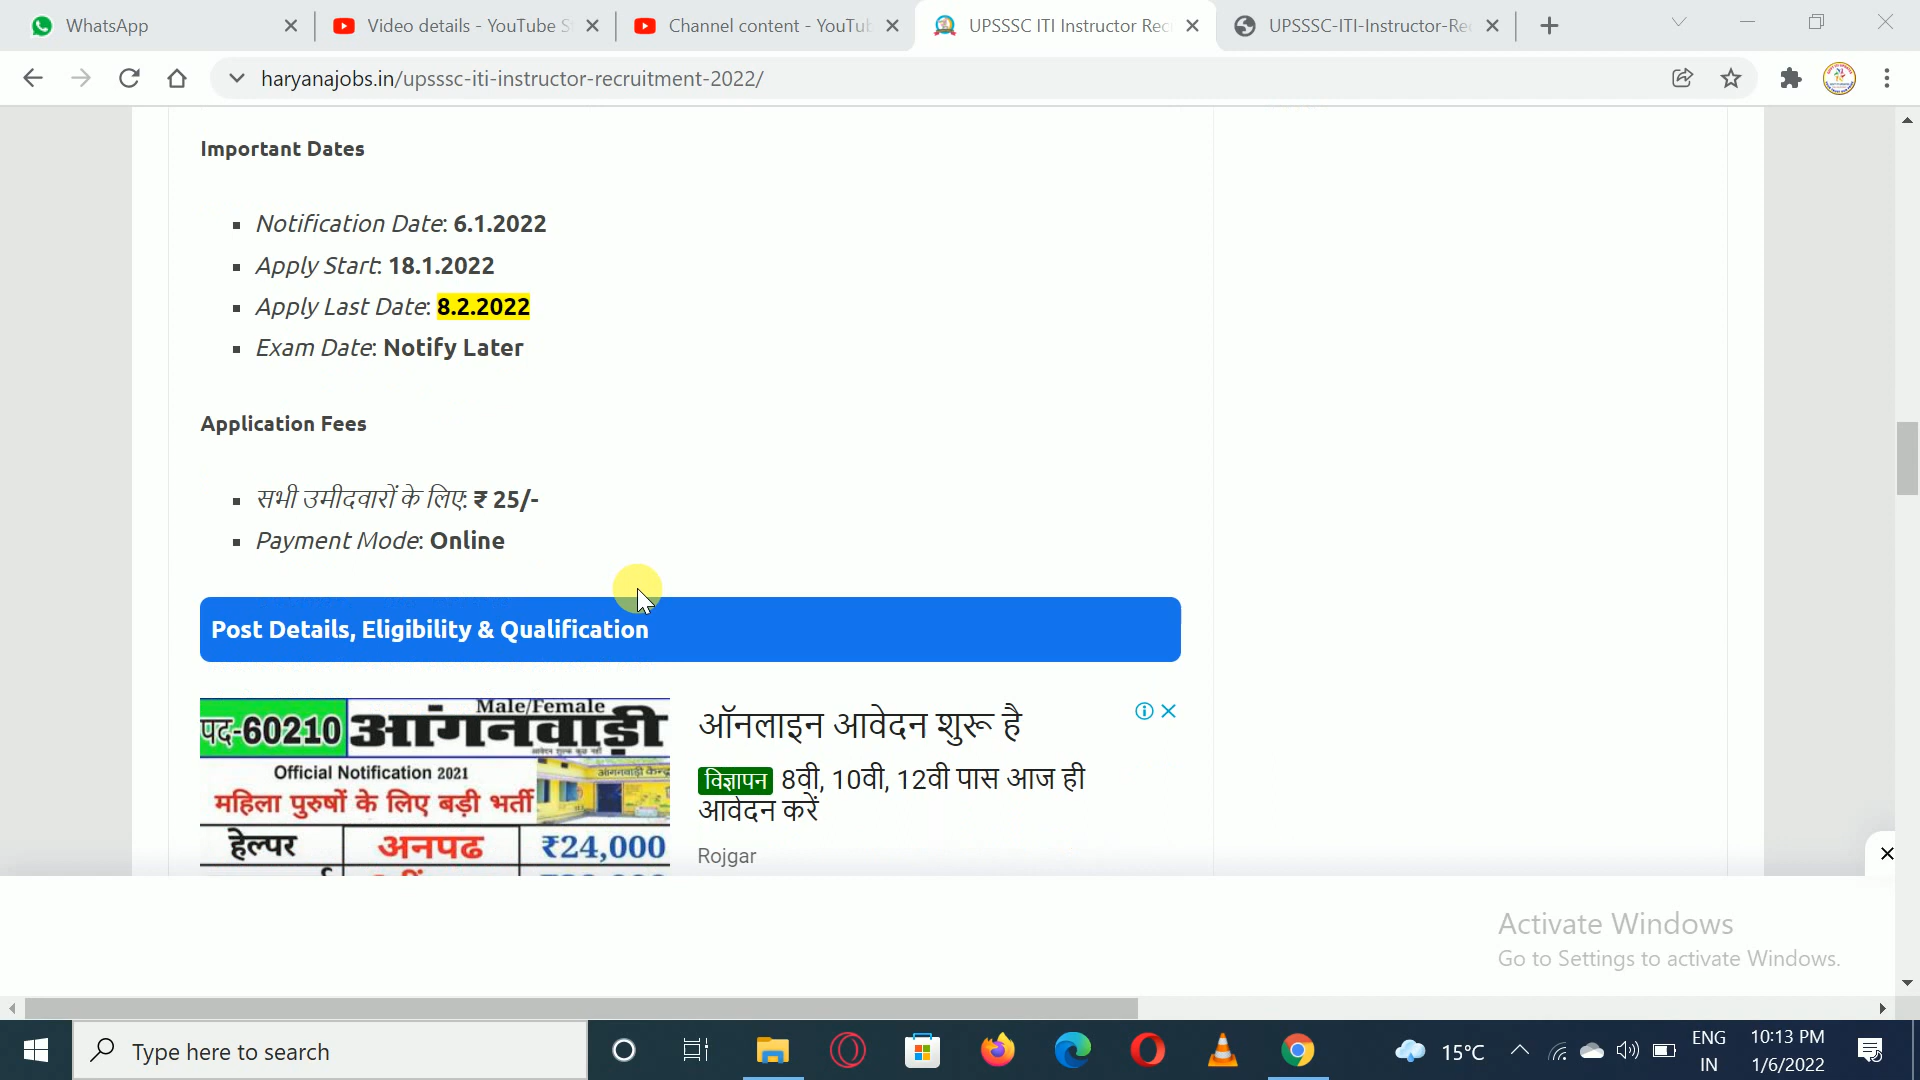 WhatsApp
Video details - YouTube S
Channel content - YouTub
UPSSSC ITI Instructor Rec
UPSSSC-ITI-Instructor-Re
haryanajobs.in/upsssc-iti-instructor-recruitment-2022/
Important Dates
Notification Date: 6.1.2022
Apply Start: 18.1.2022
Apply Last Date: 8.2.2022
Exam Date: Notify Later
Application Fees
सभी उमीदवारों के लिए: ₹ 25/-
Payment Mode: Online
Post Details, Eligibility & Qualification
Male/Female
पद-60210 आंगनवाड़ी
Official Notification 2021
महिला पुरुषों के लिए बड़ी भर्ती
हेल्पर अनपढ ₹24,000
ऑनलाइन आवेदन शुरू है
विज्ञापन 8वी, 10वी, 12वी पास आज ही
आवेदन करें
Rojgar
Activate Windows
Go to Settings to activate Windows.
Type here to search
15°C
ENG
IN
10:13 PM
1/6/2022